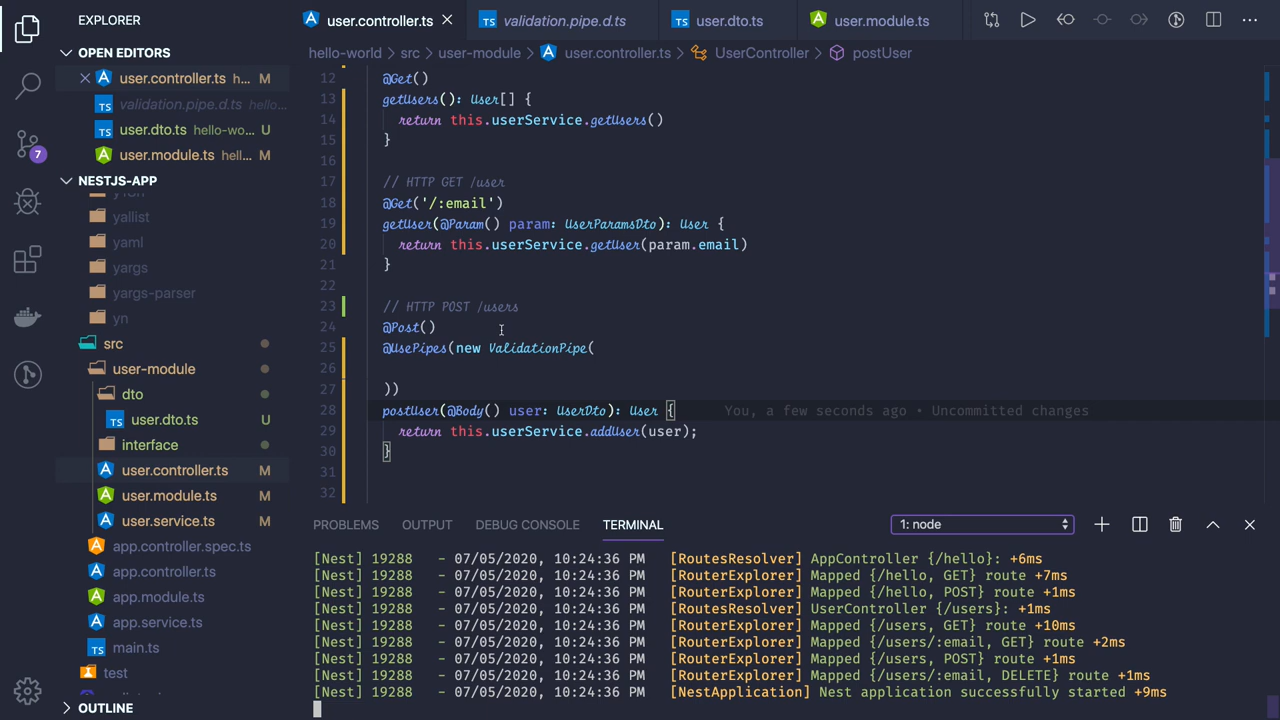 EXPLORER
OPEN EDITORS
user.controller.ts h... M
TS validation.pipe.d.ts hello...
TS user.dto.ts hello-wo... U
user.module.ts hell... M
NESTJS-APP
yallist
yaml
yargs
yargs-parser
yn
src
user-module
dto
TS user.dto.ts U
interface
user.controller.ts M
user.module.ts M
user.service.ts M
app.controller.spec.ts
app.controller.ts
app.module.ts
app.service.ts
TS main.ts
test
OUTLINE
7
user.controller.ts
TS validation.pipe.d.ts
TS user.dto.ts
user.module.ts
hello-world > src > user-module > user.controller.ts > UserController > postUser
12 @Get()
13 getUsers(): User[] {
14 return this.userService.getUsers()
15 }
16
17 // HTTP GET /user
18 @Get('/:email')
19 getUser(@Param() param: UserParamsDto): User {
20 return this.userService.getUser(param.email)
21 }
22
23 // HTTP POST /users
24 @Post()
25 @UsePipes(new ValidationPipe(
26
27 ))
28 postUser(@Body() user: UserDto): User { You, a few seconds ago • Uncommitted changes
29 return this.userService.addUser(user);
30 }
31
32
PROBLEMS OUTPUT DEBUG CONSOLE TERMINAL 1: node
[Nest] 19288 - 07/05/2020, 10:24:36 PM [RoutesResolver] AppController {/hello}: +6ms
[Nest] 19288 - 07/05/2020, 10:24:36 PM [RouterExplorer] Mapped {/hello, GET} route +7ms
[Nest] 19288 - 07/05/2020, 10:24:36 PM [RouterExplorer] Mapped {/hello, POST} route +1ms
[Nest] 19288 - 07/05/2020, 10:24:36 PM [RoutesResolver] UserController {/users}: +1ms
[Nest] 19288 - 07/05/2020, 10:24:36 PM [RouterExplorer] Mapped {/users, GET} route +10ms
[Nest] 19288 - 07/05/2020, 10:24:36 PM [RouterExplorer] Mapped {/users/:email, GET} route +2ms
[Nest] 19288 - 07/05/2020, 10:24:36 PM [RouterExplorer] Mapped {/users, POST} route +1ms
[Nest] 19288 - 07/05/2020, 10:24:36 PM [RouterExplorer] Mapped {/users/:email, DELETE} route +1ms
[Nest] 19288 - 07/05/2020, 10:24:36 PM [NestApplication] Nest application successfully started +9ms